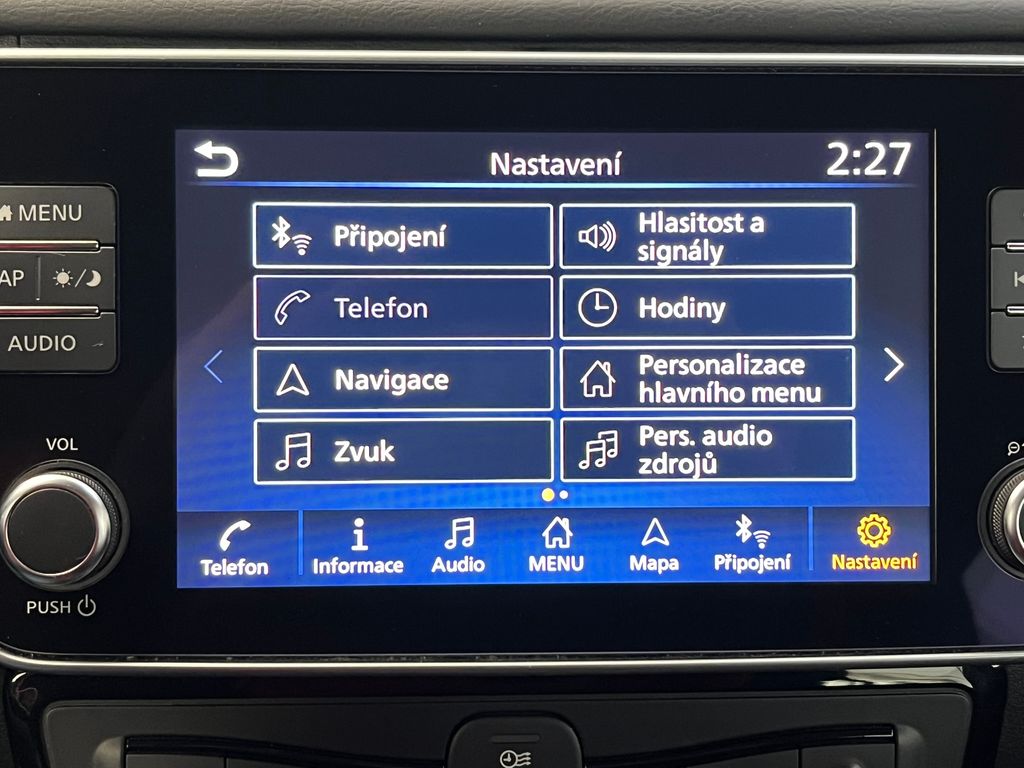 Nastavení
2:27
MENU
AP
AUDIO
VOL
PUSH
Připojení
Hlasitost a
signály
Telefon
Hodiny
Navigace
Personalizace
hlavního menu
Zvuk
Pers. audio
zdrojů
Telefon
Informace
Audio
MENU
Mapa
Připojení
Nastavení